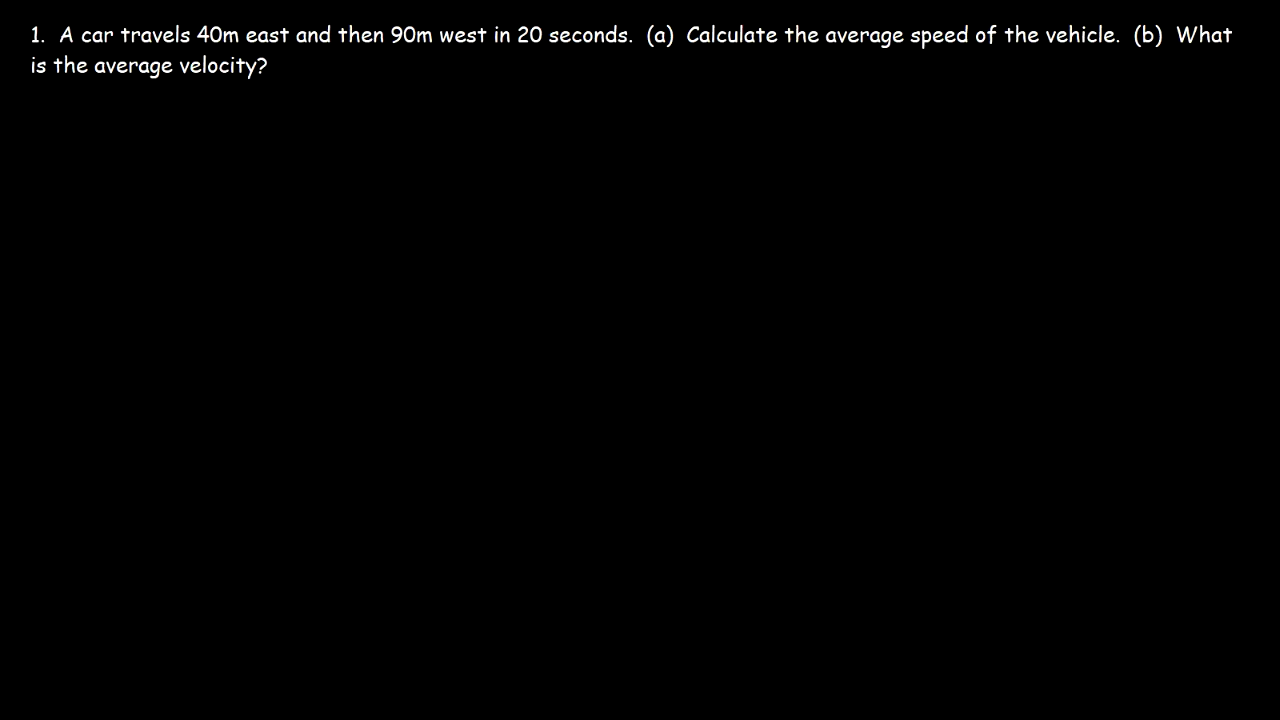 1.  A car travels 40m east and then 90m west in 20 seconds.  (a)  Calculate the average speed of the vehicle.  (b)  What
is the average velocity?